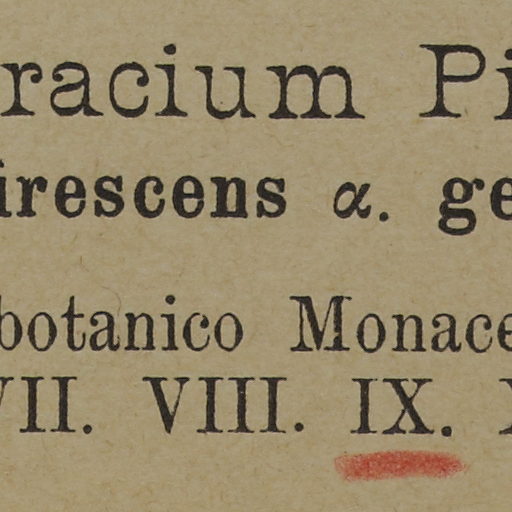 racium Pi
irescens α. ge
botanico Monace
VII. VIII. IX.